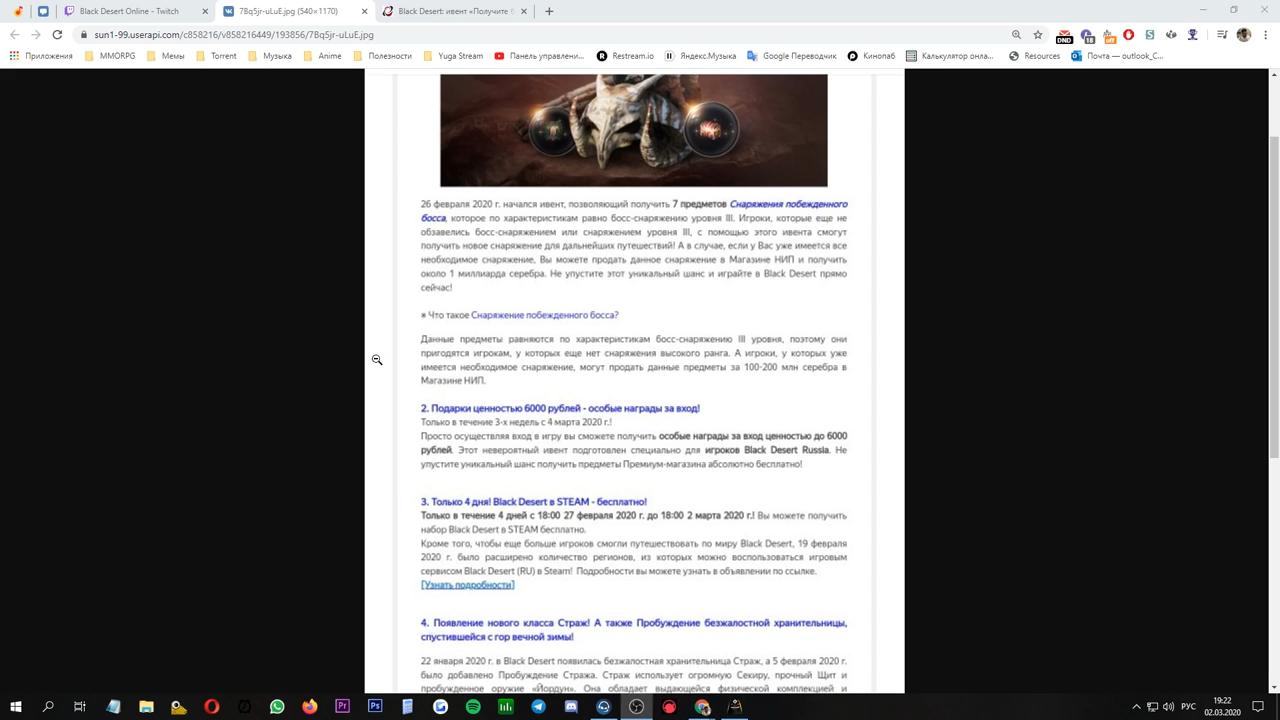 Black Desert Online - Twitch
7Bq5jr-uLuE.jpg (540×1170)
Black Desert: ивент «Получите б
sun1-99.userapi.com/c858216/v858216449/193856/7Bq5jr-uLuE.jpg
DND
18
off
Приложения
MMORPG
Мемы
Torrent
Музыка
Anime
Полезности
Yuga Stream
Панель управлени...
Restream.io
Яндекс.Музыка
Google Переводчик
Кинопаб
Калькулятор онла...
Resources
Почта — outlook_C...
26 февраля 2020 г. начался ивент, позволяющий получить 7 предметов Снаряжения побежденного
босса, которое по характеристикам равно босс-снаряжению уровня III. Игроки, которые еще не
обзавелись босс-снаряжением или снаряжением уровня III, с помощью этого ивента смогут
получить новое снаряжение для дальнейших путешествий! А в случае, если у Вас уже имеется все
необходимое снаряжение, Вы можете продать данное снаряжение в Магазине НИП и получить
около 1 миллиарда серебра. Не упустите этот уникальный шанс и играйте в Black Desert прямо
сейчас!
※ Что такое Снаряжение побежденного босса?
Данные предметы равняются по характеристикам босс-снаряжению III уровня, поэтому они
пригодятся игрокам, у которых еще нет снаряжения высокого ранга. А игроки, у которых уже
имеется необходимое снаряжение, могут продать данные предметы за 100-200 млн серебра в
Магазине НИП.
2. Подарки ценностью 6000 рублей - особые награды за вход!
Только в течение 3-х недель с 4 марта 2020 г.!
Просто осуществляя вход в игру вы сможете получить особые награды за вход ценностью до 6000
рублей. Этот невероятный ивент подготовлен специально для игроков Black Desert Russia. Не
упустите уникальный шанс получить предметы Премиум-магазина абсолютно бесплатно!
3. Только 4 дня! Black Desert в STEAM - бесплатно!
Только в течение 4 дней с 18:00 27 февраля 2020 г. до 18:00 2 марта 2020 г.! Вы можете получить
набор Black Desert в STEAM бесплатно.
Кроме того, чтобы еще больше игроков смогли путешествовать по миру Black Desert, 19 февраля
2020 г. было расширено количество регионов, из которых можно воспользоваться игровым
сервисом Black Desert (RU) в Steam! Подробности вы можете узнать в объявлении по ссылке.
[Узнать подробности]
4. Появление нового класса Страж! А также Пробуждение безжалостной хранительницы,
спустившейся с гор вечной зимы!
22 января 2020 г. в Black Desert появилась безжалостная хранительница Страж, а 5 февраля 2020 г.
было добавлено Пробуждение Стража. Страж использует огромную Секиру, прочный Щит и
пробужденное оружие «Йордун». Она обладает выдающейся физической комплекцией и
Pr
Ps
РУС
19:22
02.03.2020